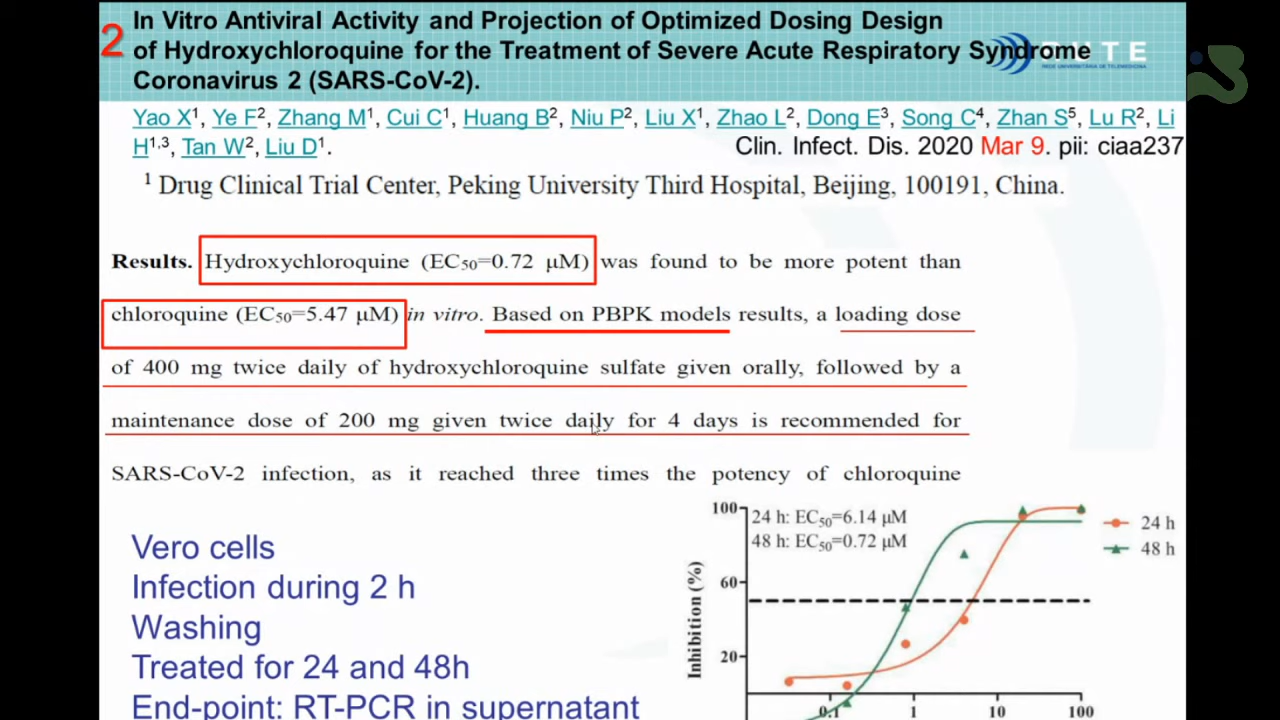 2
In Vitro Antiviral Activity and Projection of Optimized Dosing Design
of Hydroxychloroquine for the Treatment of Severe Acute Respiratory Syndrome
Coronavirus 2 (SARS-CoV-2).
Yao X1, Ye F2, Zhang M1, Cui C1, Huang B2, Niu P2, Liu X1, Zhao L2, Dong E3, Song C4, Zhan S5, Lu R2, Li
H1,3, Tan W2, Liu D1.
Clin. Infect. Dis. 2020 Mar 9. pii: ciaa237
1 Drug Clinical Trial Center, Peking University Third Hospital, Beijing, 100191, China.
Results. Hydroxychloroquine (EC50=0.72 μM) was found to be more potent than
chloroquine (EC50=5.47 μM) in vitro. Based on PBPK models results, a loading dose
of 400 mg twice daily of hydroxychloroquine sulfate given orally, followed by a
maintenance dose of 200 mg given twice daily for 4 days is recommended for
SARS-CoV-2 infection, as it reached three times the potency of chloroquine
Vero cells
Infection during 2 h
Washing
Treated for 24 and 48h
End-point: RT-PCR in supernatant
24 h: EC50=6.14 μM
48 h: EC50=0.72 μM
24 h
48 h
Inhibition (%)
100
60
20
0.1 1 10 100